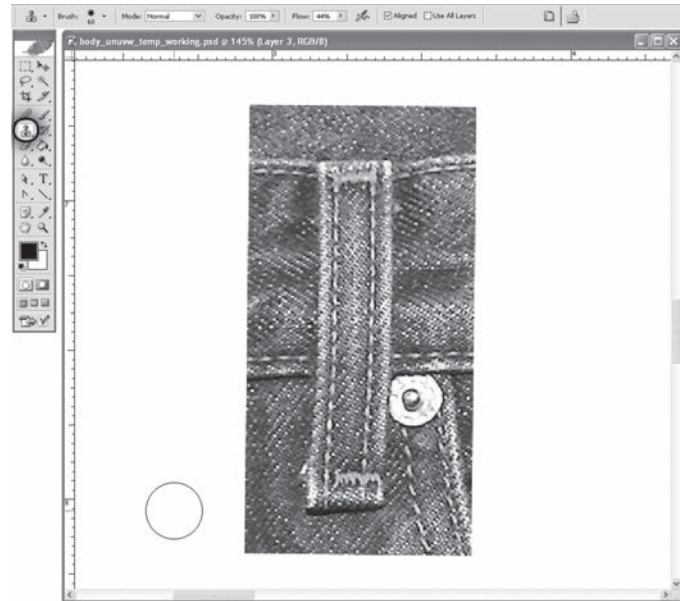 Brush: 60 Mode: Normal Opacity: 100% Flow: 44% Aligned Use All Layers
body_unuvw_temp_working.psd @ 145% (Layer 3, RGB/8)
T